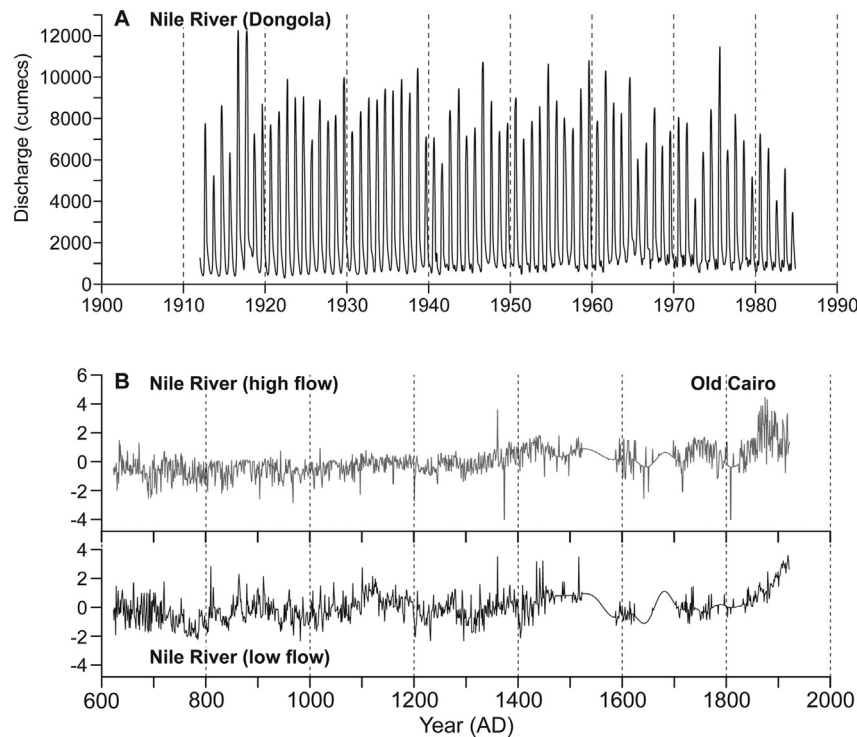 A Nile River (Dongola)
12000
10000
8000
6000
4000
2000
0
Discharge (cumecs)
1900 1910 1920 1930 1940 1950 1960 1970 1980 1990
B Nile River (high flow) Old Cairo
6
4
2
0
-2
-4
4
2
0
-2
-4
Nile River (low flow)
600 800 1000 1200 1400 1600 1800 2000
Year (AD)